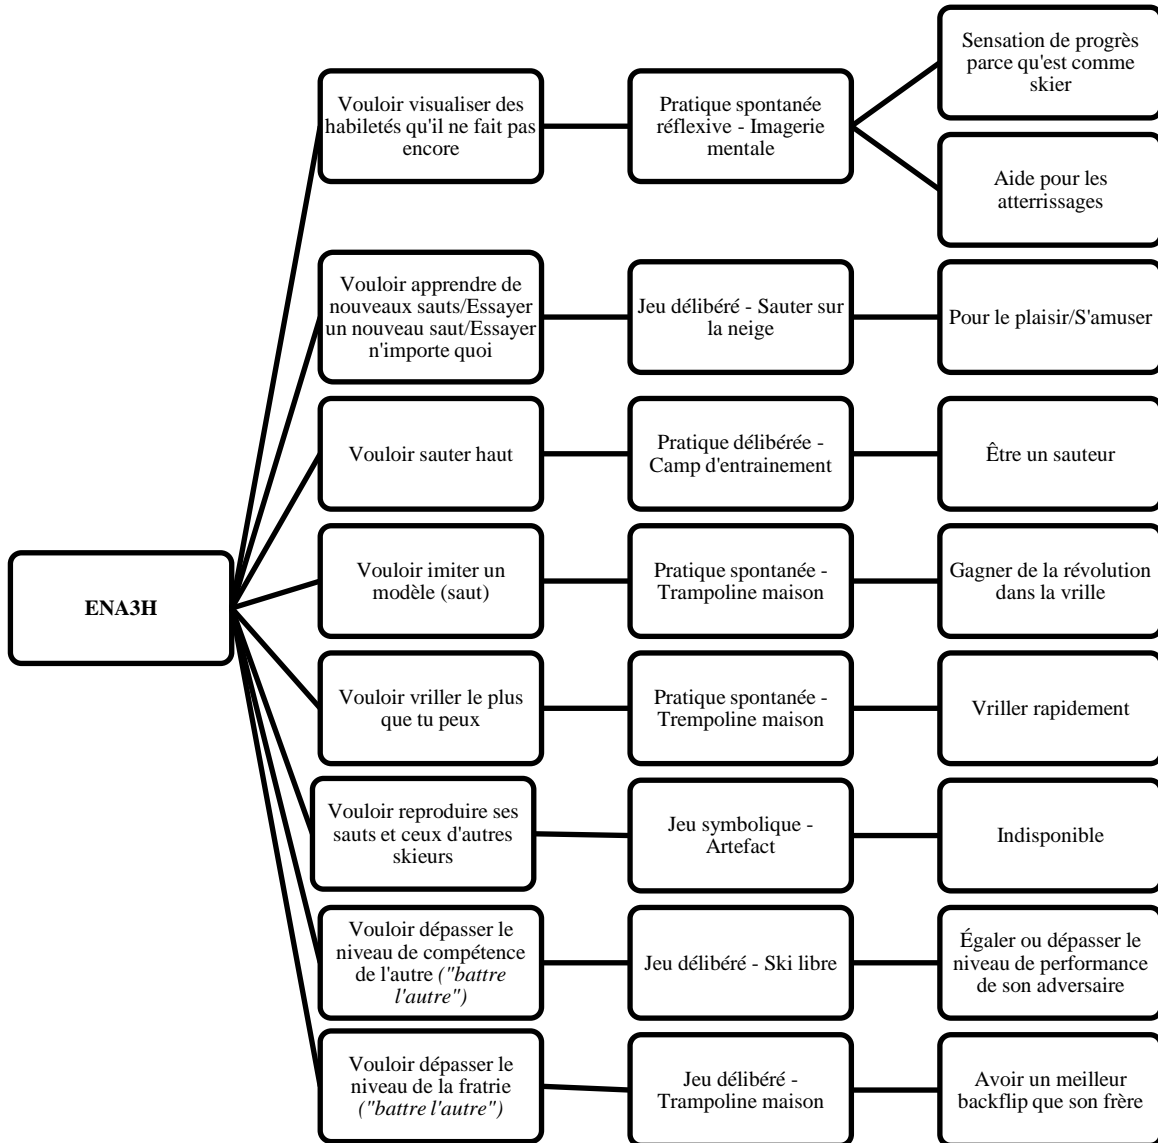 ENA3H
Vouloir visualiser des
habiletés qu'il ne fait pas
encore
Pratique spontanée
réflexive - Imagerie
mentale
Sensation de progrès
parce qu'est comme
skier
Aide pour les
atterrissages
Vouloir apprendre de
nouveaux sauts/Essayer
un nouveau saut/Essayer
n'importe quoi
Jeu délibéré - Sauter sur
la neige
Pour le plaisir/S'amuser
Vouloir sauter haut
Pratique délibérée -
Camp d'entrainement
Être un sauteur
Vouloir imiter un
modèle (saut)
Pratique spontanée -
Trampoline maison
Gagner de la révolution
dans la vrille
Vouloir vriller le plus
que tu peux
Pratique spontanée -
Trempoline maison
Vriller rapidement
Vouloir reproduire ses
sauts et ceux d'autres
skieurs
Jeu symbolique -
Artefact
Indisponible
Vouloir dépasser le
niveau de compétence
de l'autre ("battre
l'autre")
Jeu délibéré - Ski libre
Égaler ou dépasser le
niveau de performance
de son adversaire
Vouloir dépasser le
niveau de la fratrie
("battre l'autre")
Jeu délibéré -
Trampoline maison
Avoir un meilleur
backflip que son frère